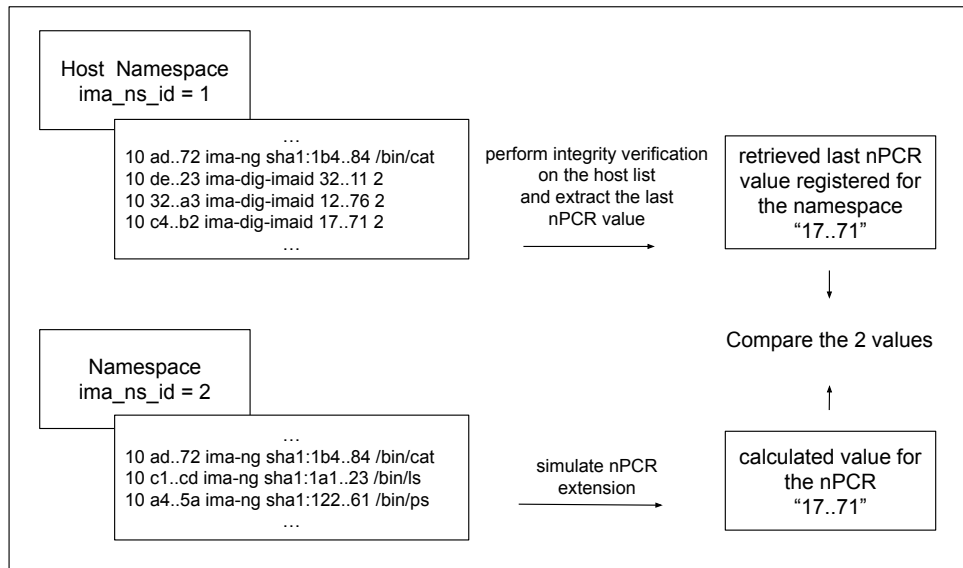 Host Namespace
ima_ns_id = 1
…
10 ad..72 ima-ng sha1:1b4..84 /bin/cat
10 de..23 ima-dig-imaid 32..11 2
10 32..a3 ima-dig-imaid 12..76 2
10 c4..b2 ima-dig-imaid 17..71 2
…
perform integrity verification
on the host list
and extract the last
nPCR value
retrieved last nPCR
value registered for
the namespace
“17..71”
Compare the 2 values
Namespace
ima_ns_id = 2
…
10 ad..72 ima-ng sha1:1b4..84 /bin/cat
10 c1..cd ima-ng sha1:1a1..23 /bin/ls
10 a4..5a ima-ng sha1:122..61 /bin/ps
…
simulate nPCR
extension
calculated value for
the nPCR
“17..71”